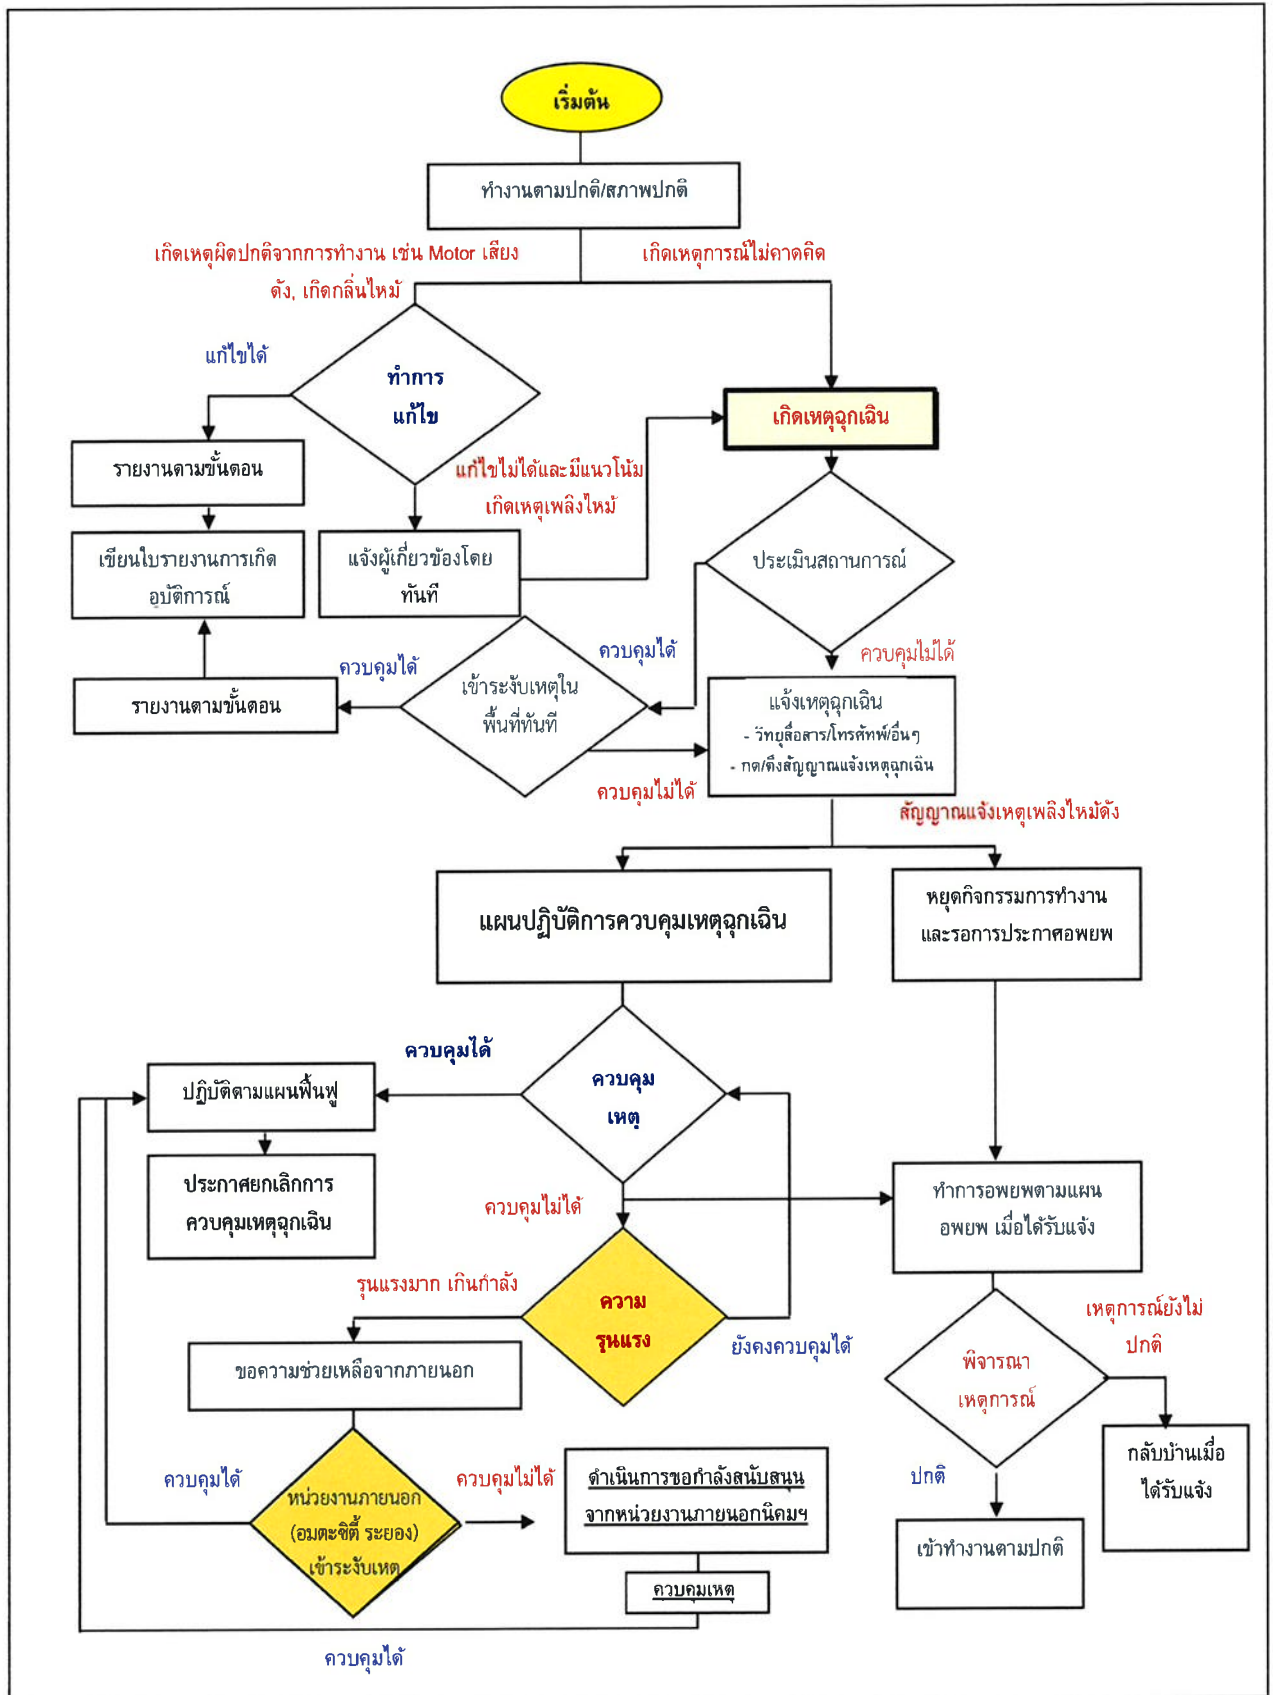 เริ่มต้น
ทำงานตามปกติ/สภาพปกติ
เกิดเหตุผิดปกติจากการทำงาน เช่น Motor เสียง
ดัง, เกิดกลิ่นไหม้
เกิดเหตุการณ์ไม่คาดคิด
แก้ไขได้
ทำการ
แก้ไข
เกิดเหตุฉุกเฉิน
รายงานตามขั้นตอน
แก้ไขไม่ได้และมีแนวโน้ม
เกิดเหตุเพลิงไหม้
เขียนใบรายงานการเกิด
อุบัติการณ์
แจ้งผู้เกี่ยวข้องโดย
ทันที
ประเมินสถานการณ์
ควบคุมได้
ควบคุมได้
ควบคุมไม่ได้
รายงานตามขั้นตอน
เข้าระงับเหตุใน
พื้นที่ทันที
แจ้งเหตุฉุกเฉิน
- วิทยุสื่อสาร/โทรศัทพ์/อื่นๆ
- กด/ดึงสัญญาณแจ้งเหตุฉุกเฉิน
ควบคุมไม่ได้
สัญญาณแจ้งเหตุเพลิงไหม้ดัง
แผนปฏิบัติการควบคุมเหตุฉุกเฉิน
หยุดกิจกรรมการทำงาน
และรอการประกาศอพยพ
ควบคุมได้
ควบคุม
เหตุ
ปฏิบัติตามแผนฟื้นฟู
ประกาศยกเลิกการ
ควบคุมเหตุฉุกเฉิน
ควบคุมไม่ได้
ทำการอพยพตามแผน
อพยพ เมื่อได้รับแจ้ง
รุนแรงมาก เกินกำลัง
ความ
รุนแรง
ยังคงควบคุมได้
เหตุการณ์ยังไม่
ปกติ
ขอความช่วยเหลือจากภายนอก
พิจารณา
เหตุการณ์
กลับบ้านเมื่อ
ได้รับแจ้ง
ควบคุมได้
หน่วยงานภายนอก
(อมตะซิตี้ ระยอง)
เข้าระงับเหตุ
ควบคุมไม่ได้
ดำเนินการขอกำลังสนับสนุน
จากหน่วยงานภายนอกนิคมฯ
ปกติ
เข้าทำงานตามปกติ
ควบคุมเหตุ
ควบคุมได้